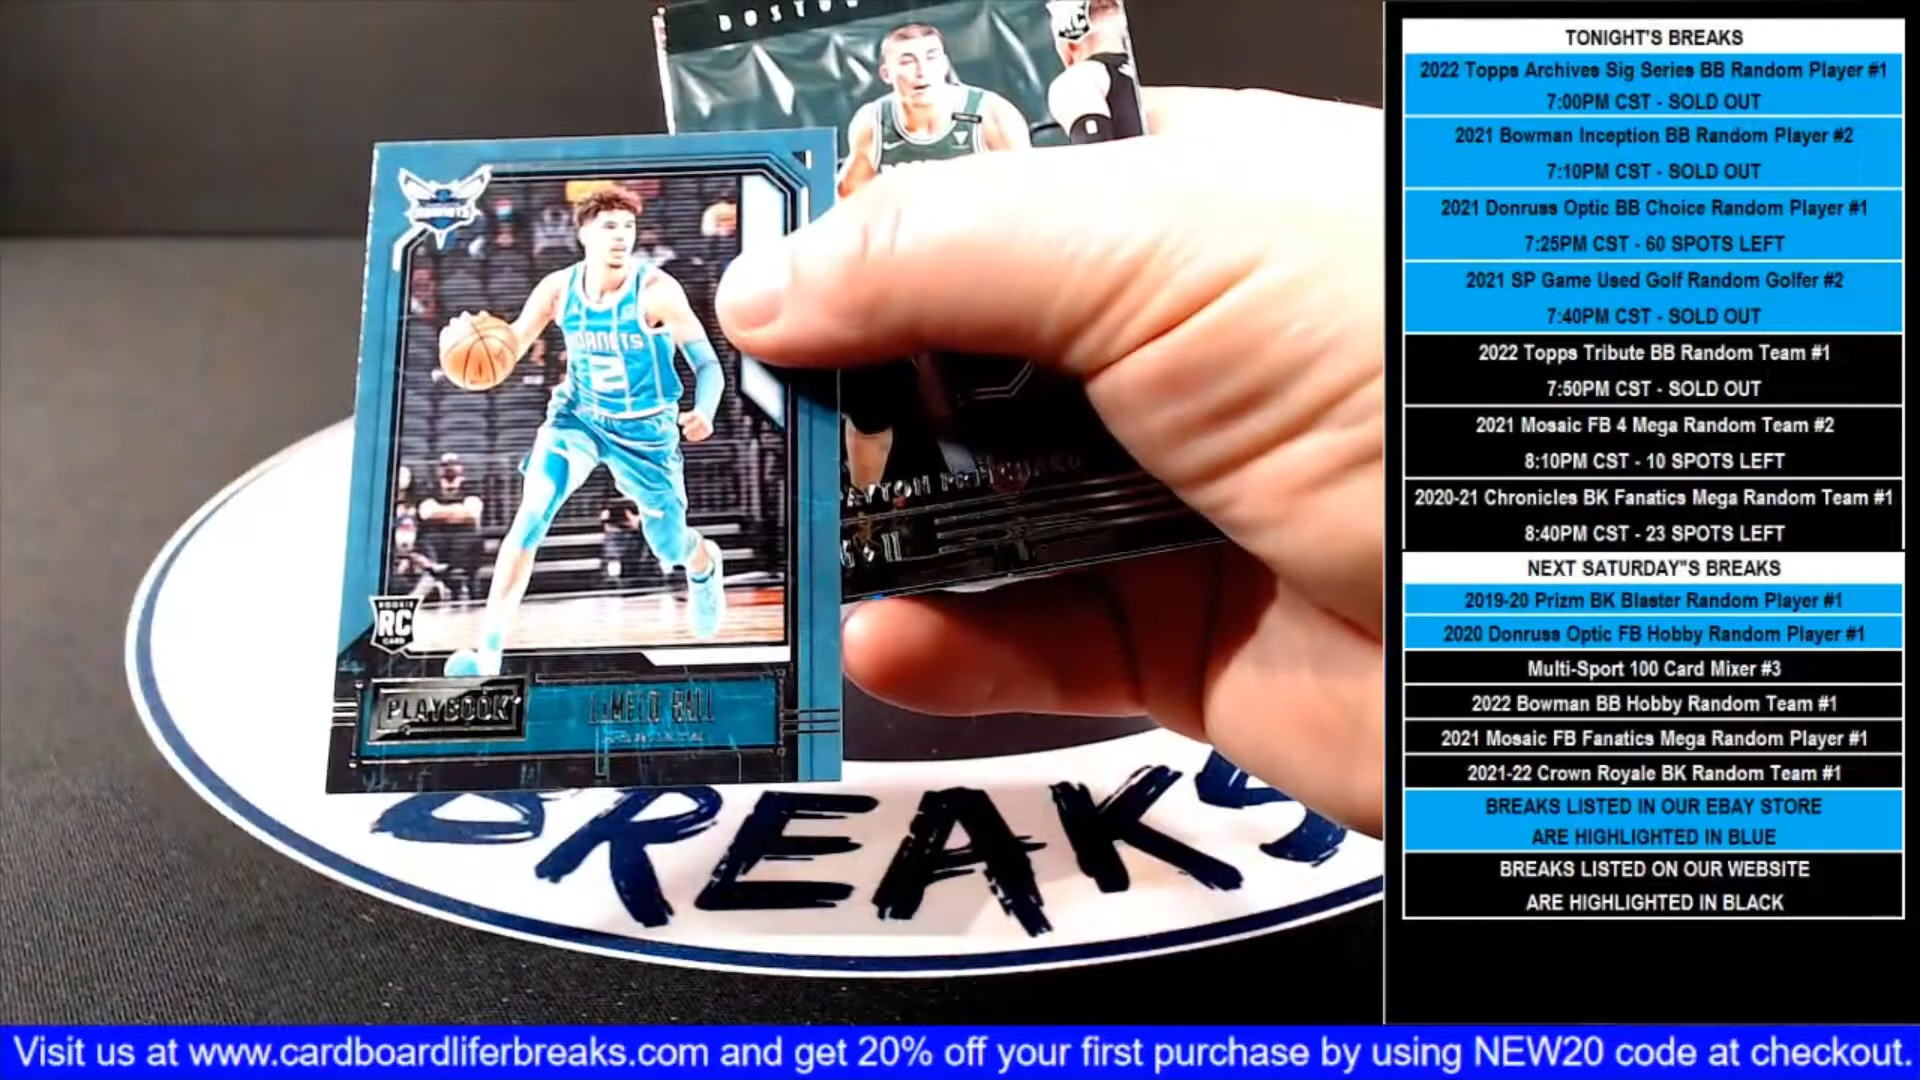 BOSTON
RC
HORNETS
HORNETS
2
ROOKIE
RC
CARD
PLAYBOOK
LAMELO BALL
PAYTON PRITCHARD
BREAKS
TONIGHT'S BREAKS
2022 Topps Archives Sig Series BB Random Player #1
7:00PM CST - SOLD OUT
2021 Bowman Inception BB Random Player #2
7:10PM CST - SOLD OUT
2021 Donruss Optic BB Choice Random Player #1
7:25PM CST - 60 SPOTS LEFT
2021 SP Game Used Golf Random Golfer #2
7:40PM CST - SOLD OUT
2022 Topps Tribute BB Random Team #1
7:50PM CST - SOLD OUT
2021 Mosaic FB 4 Mega Random Team #2
8:10PM CST - 10 SPOTS LEFT
2020-21 Chronicles BK Fanatics Mega Random Team #1
8:40PM CST - 23 SPOTS LEFT
NEXT SATURDAY"S BREAKS
2019-20 Prizm BK Blaster Random Player #1
2020 Donruss Optic FB Hobby Random Player #1
Multi-Sport 100 Card Mixer #3
2022 Bowman BB Hobby Random Team #1
2021 Mosaic FB Fanatics Mega Random Player #1
2021-22 Crown Royale BK Random Team #1
BREAKS LISTED IN OUR EBAY STORE
ARE HIGHLIGHTED IN BLUE
BREAKS LISTED ON OUR WEBSITE
ARE HIGHLIGHTED IN BLACK
Visit us at www.cardboardliferbreaks.com and get 20% off your first purchase by using NEW20 code at checkout.